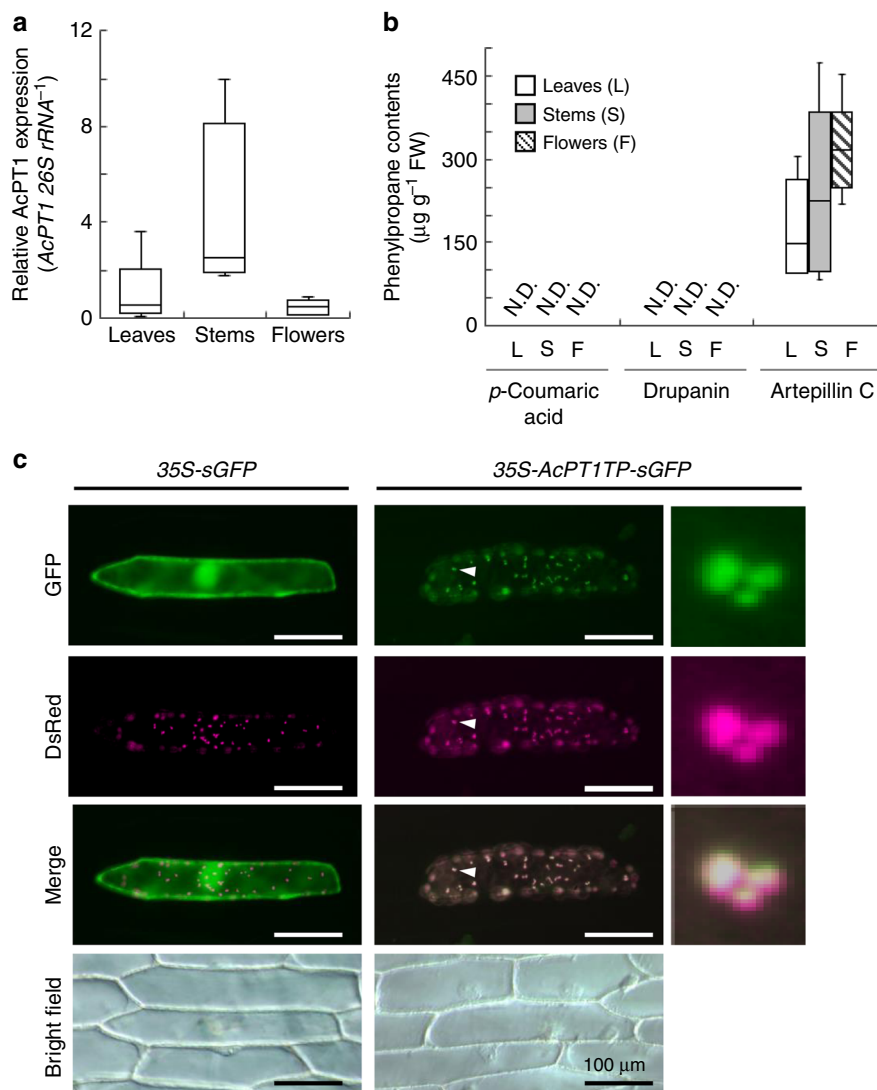 a
Relative AcPT1 expression
(AcPT1 26S rRNA⁻¹)
12
8
4
0
Leaves
Stems
Flowers
b
Phenylpropane contents
(µg g⁻¹ FW)
450
300
150
0
Leaves (L)
Stems (S)
Flowers (F)
N.D. N.D. N.D.
N.D. N.D. N.D.
L S F
L S F
L S F
p-Coumaric
acid
Drupanin
Artepillin C
c
35S-sGFP
35S-AcPT1TP-sGFP
GFP
DsRed
Merge
Bright field
100 µm